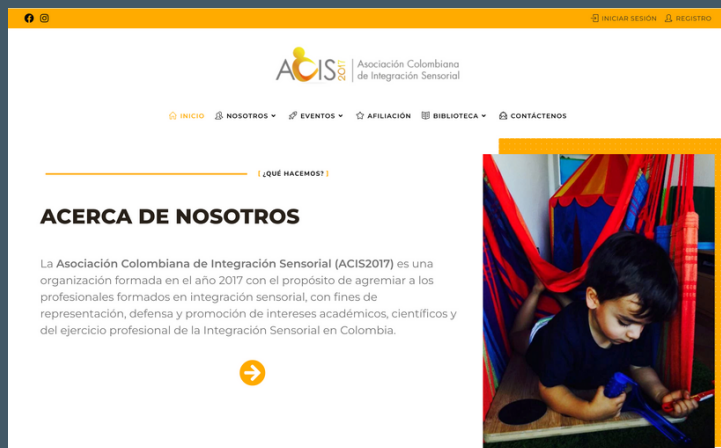 INICIAR SESIÓN REGISTRO
ACIS 2017 Asociación Colombiana
de Integración Sensorial
INICIO NOSOTROS EVENTOS AFILIACIÓN BIBLIOTECA CONTÁCTENOS
[ ¿QUÉ HACEMOS? ]
ACERCA DE NOSOTROS
La Asociación Colombiana de Integración Sensorial (ACIS2017) es una
organización formada en el año 2017 con el propósito de agremiar a los
profesionales formados en integración sensorial, con fines de
representación, defensa y promoción de intereses académicos, científicos y
del ejercicio profesional de la Integración Sensorial en Colombia.